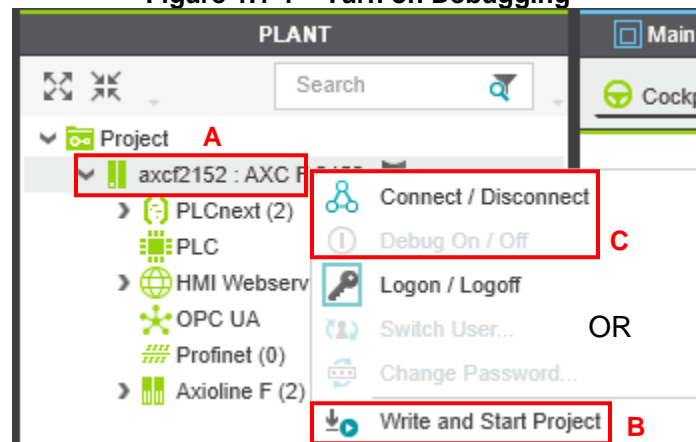 PLANT
Main
Search
Cockp
Project A
axcf2152 : AXC F
Connect / Disconnect
PLCnext (2)
Debug On / Off C
PLC
HMI Webserv
Logon / Logoff
OPC UA
Switch User... OR
Profinet (0)
Change Password...
Axioline F (2)
Write and Start Project B